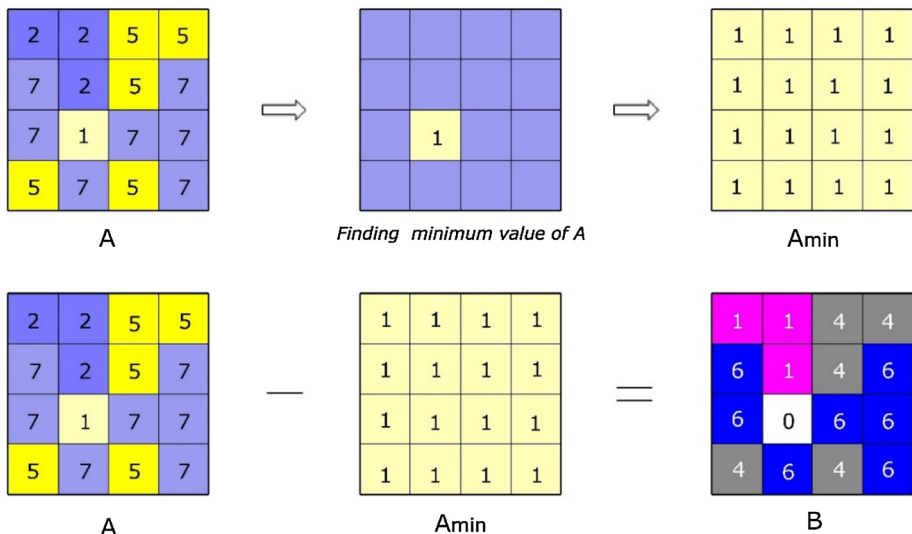 2 2 5 5
7 2 5 7
7 1 7 7
5 7 5 7
A
1
Finding minimum value of A
1 1 1 1
1 1 1 1
1 1 1 1
1 1 1 1
Amin
2 2 5 5
7 2 5 7
7 1 7 7
5 7 5 7
A
—
1 1 1 1
1 1 1 1
1 1 1 1
1 1 1 1
Amin
=
1 1 4 4
6 1 4 6
6 0 6 6
4 6 4 6
B